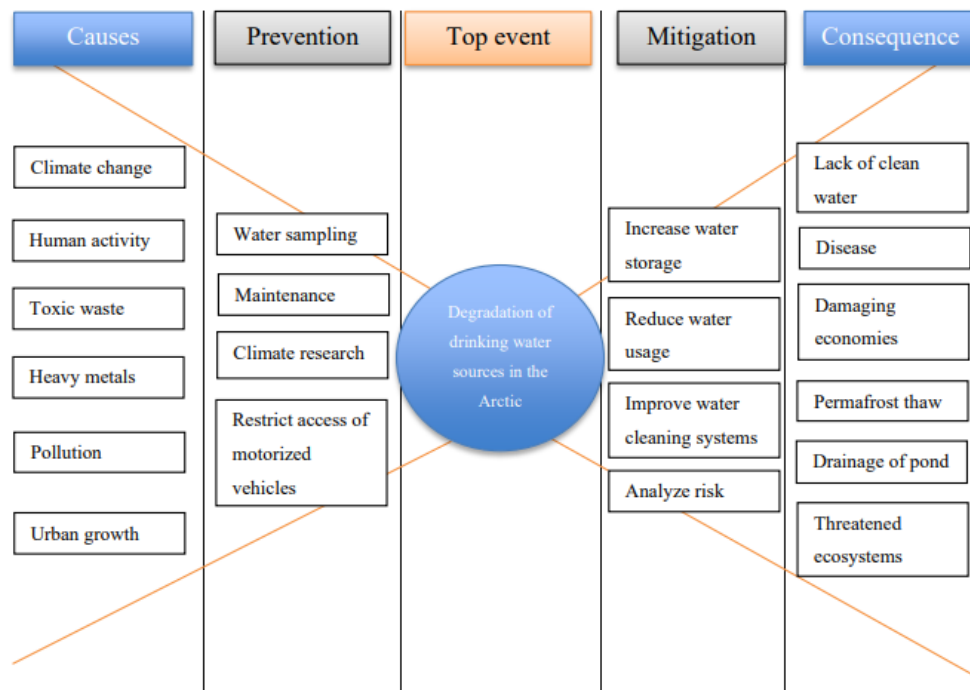 Causes
Prevention
Top event
Mitigation
Consequence
Climate change
Human activity
Toxic waste
Heavy metals
Pollution
Urban growth
Water sampling
Maintenance
Climate research
Restrict access of
motorized
vehicles
Degradation of
drinking water
sources in the
Arctic
Increase water
storage
Reduce water
usage
Improve water
cleaning systems
Analyze risk
Lack of clean
water
Disease
Damaging
economies
Permafrost thaw
Drainage of pond
Threatened
ecosystems